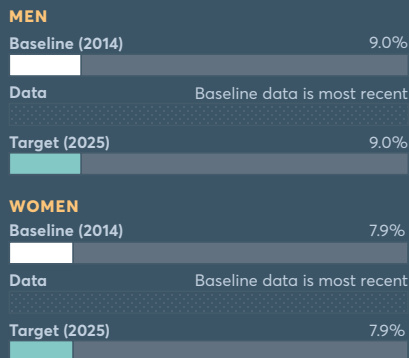 MEN
Baseline (2014) 9.0%
Data Baseline data is most recent
Target (2025) 9.0%
WOMEN
Baseline (2014) 7.9%
Data Baseline data is most recent
Target (2025) 7.9%